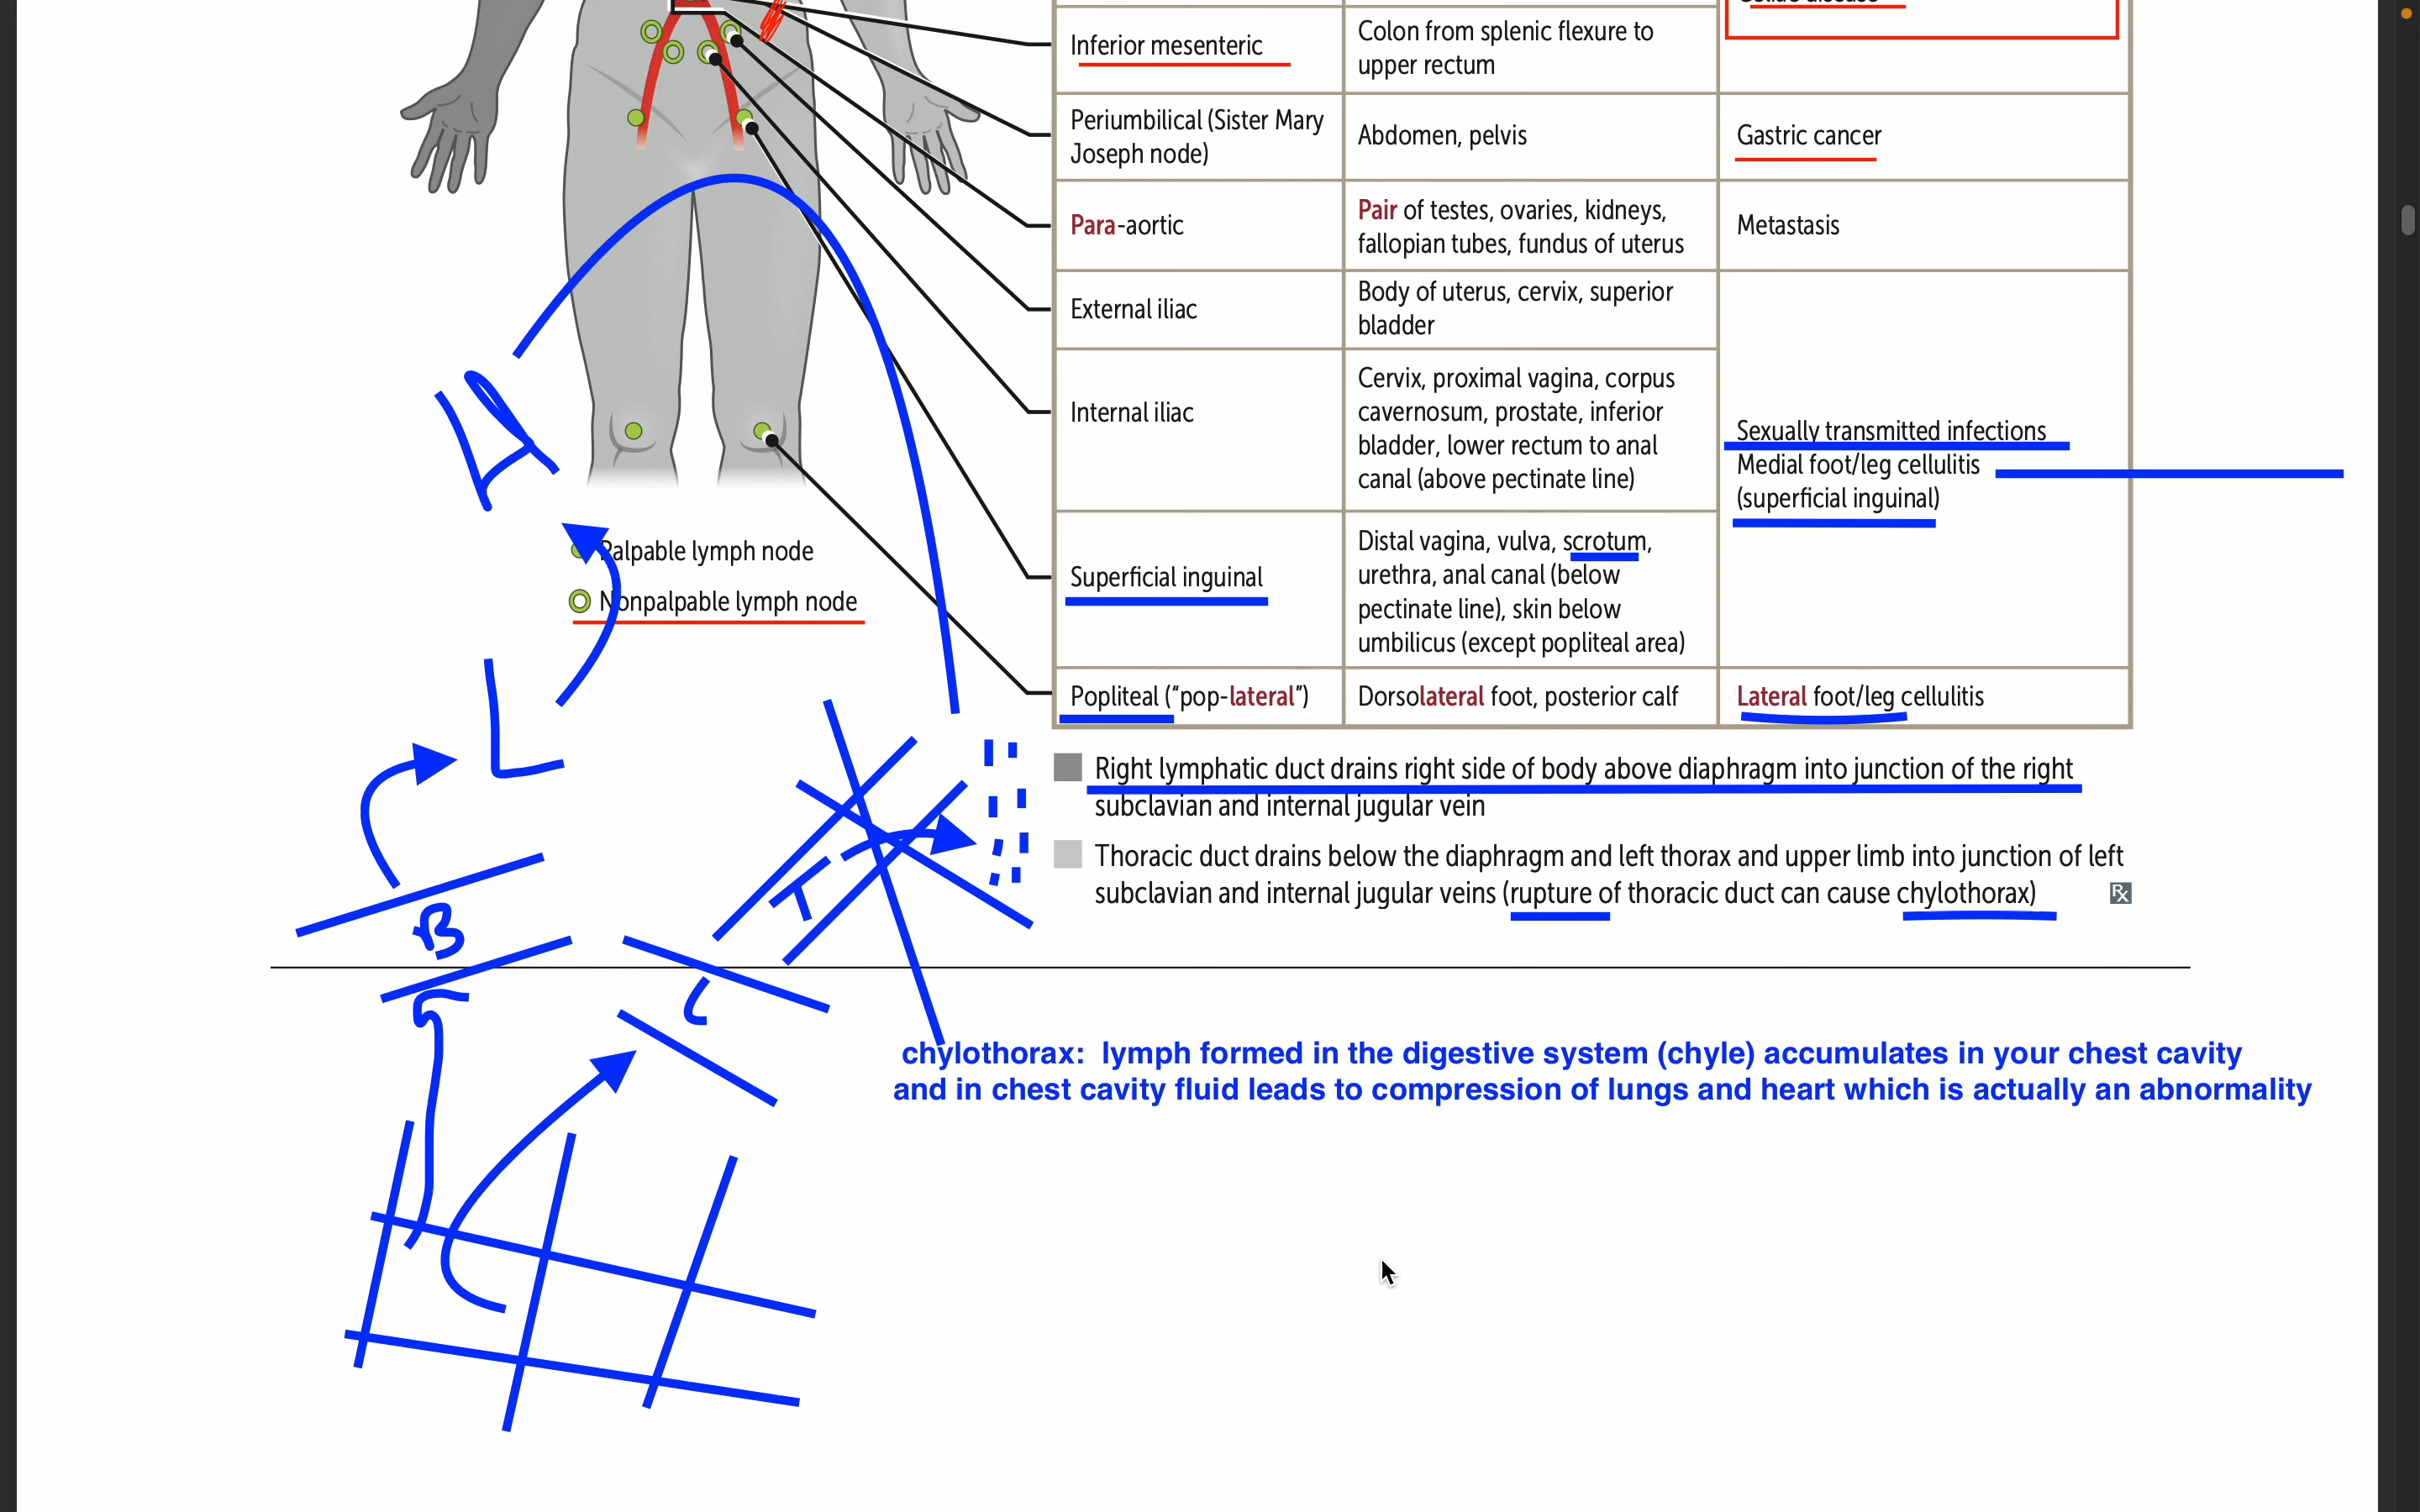 Inferior mesenteric
Colon from splenic flexure to
upper rectum
Periumbilical (Sister Mary
Joseph node)
Abdomen, pelvis
Gastric cancer
Para-aortic
Pair of testes, ovaries, kidneys,
fallopian tubes, fundus of uterus
Metastasis
External iliac
Body of uterus, cervix, superior
bladder
Internal iliac
Cervix, proximal vagina, corpus
cavernosum, prostate, inferior
bladder, lower rectum to anal
canal (above pectinate line)
Sexually transmitted infections
Medial foot/leg cellulitis
(superficial inguinal)
Superficial inguinal
Distal vagina, vulva, scrotum,
urethra, anal canal (below
pectinate line), skin below
umbilicus (except popliteal area)
Popliteal (“pop-lateral”)
Dorsolateral foot, posterior calf
Lateral foot/leg cellulitis
Palpable lymph node
Nonpalpable lymph node
Right lymphatic duct drains right side of body above diaphragm into junction of the right
subclavian and internal jugular vein
Thoracic duct drains below the diaphragm and left thorax and upper limb into junction of left
subclavian and internal jugular veins (rupture of thoracic duct can cause chylothorax)
Rx
L
B
T
chylothorax: lymph formed in the digestive system (chyle) accumulates in your chest cavity
and in chest cavity fluid leads to compression of lungs and heart which is actually an abnormality